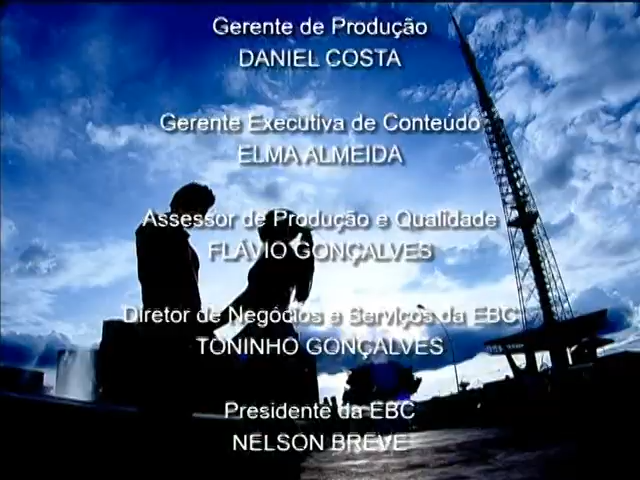 Gerente de Produção
DANIEL COSTA
Gerente Executiva de Conteúdo
ELMA ALMEIDA
Assessor de Produção e Qualidade
FLÁVIO GONÇALVES
Diretor de Negócios e Serviços da EBC
TONINHO GONÇALVES
Presidente da EBC
NELSON BREVE